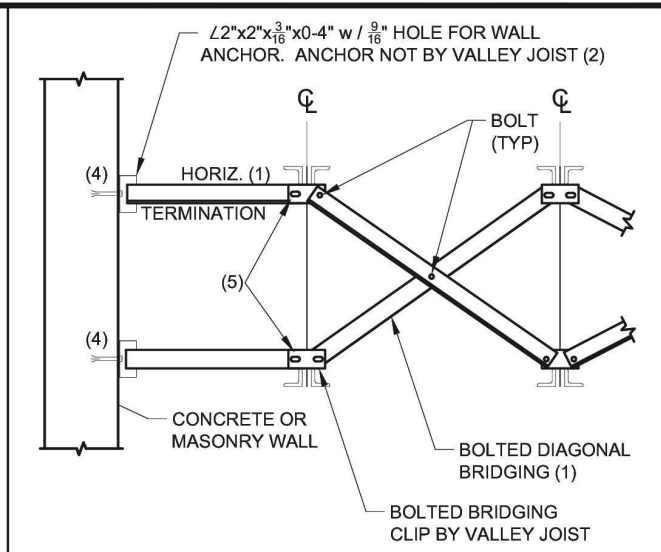 ∠2"x2"x3/16"x0-4" w / 9/16" HOLE FOR WALL
ANCHOR. ANCHOR NOT BY VALLEY JOIST (2)
℄
℄
BOLT
(TYP)
(4)
HORIZ. (1)
TERMINATION
(5)
(4)
CONCRETE OR
MASONRY WALL
BOLTED DIAGONAL
BRIDGING (1)
BOLTED BRIDGING
CLIP BY VALLEY JOIST